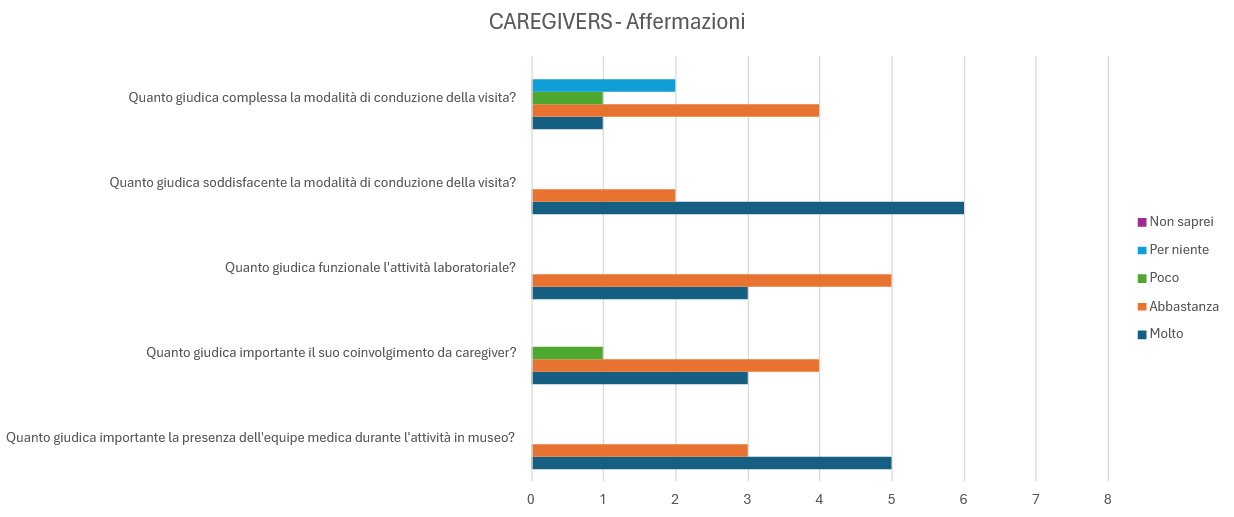 CAREGIVERS - Affermazioni
Quanto giudica complessa la modalità di conduzione della visita?
Quanto giudica soddisfacente la modalità di conduzione della visita?
Quanto giudica funzionale l'attività laboratoriale?
Quanto giudica importante il suo coinvolgimento da caregiver?
Quanto giudica importante la presenza dell'equipe medica durante l'attività in museo?
0 1 2 3 4 5 6 7 8
Non saprei
Per niente
Poco
Abbastanza
Molto